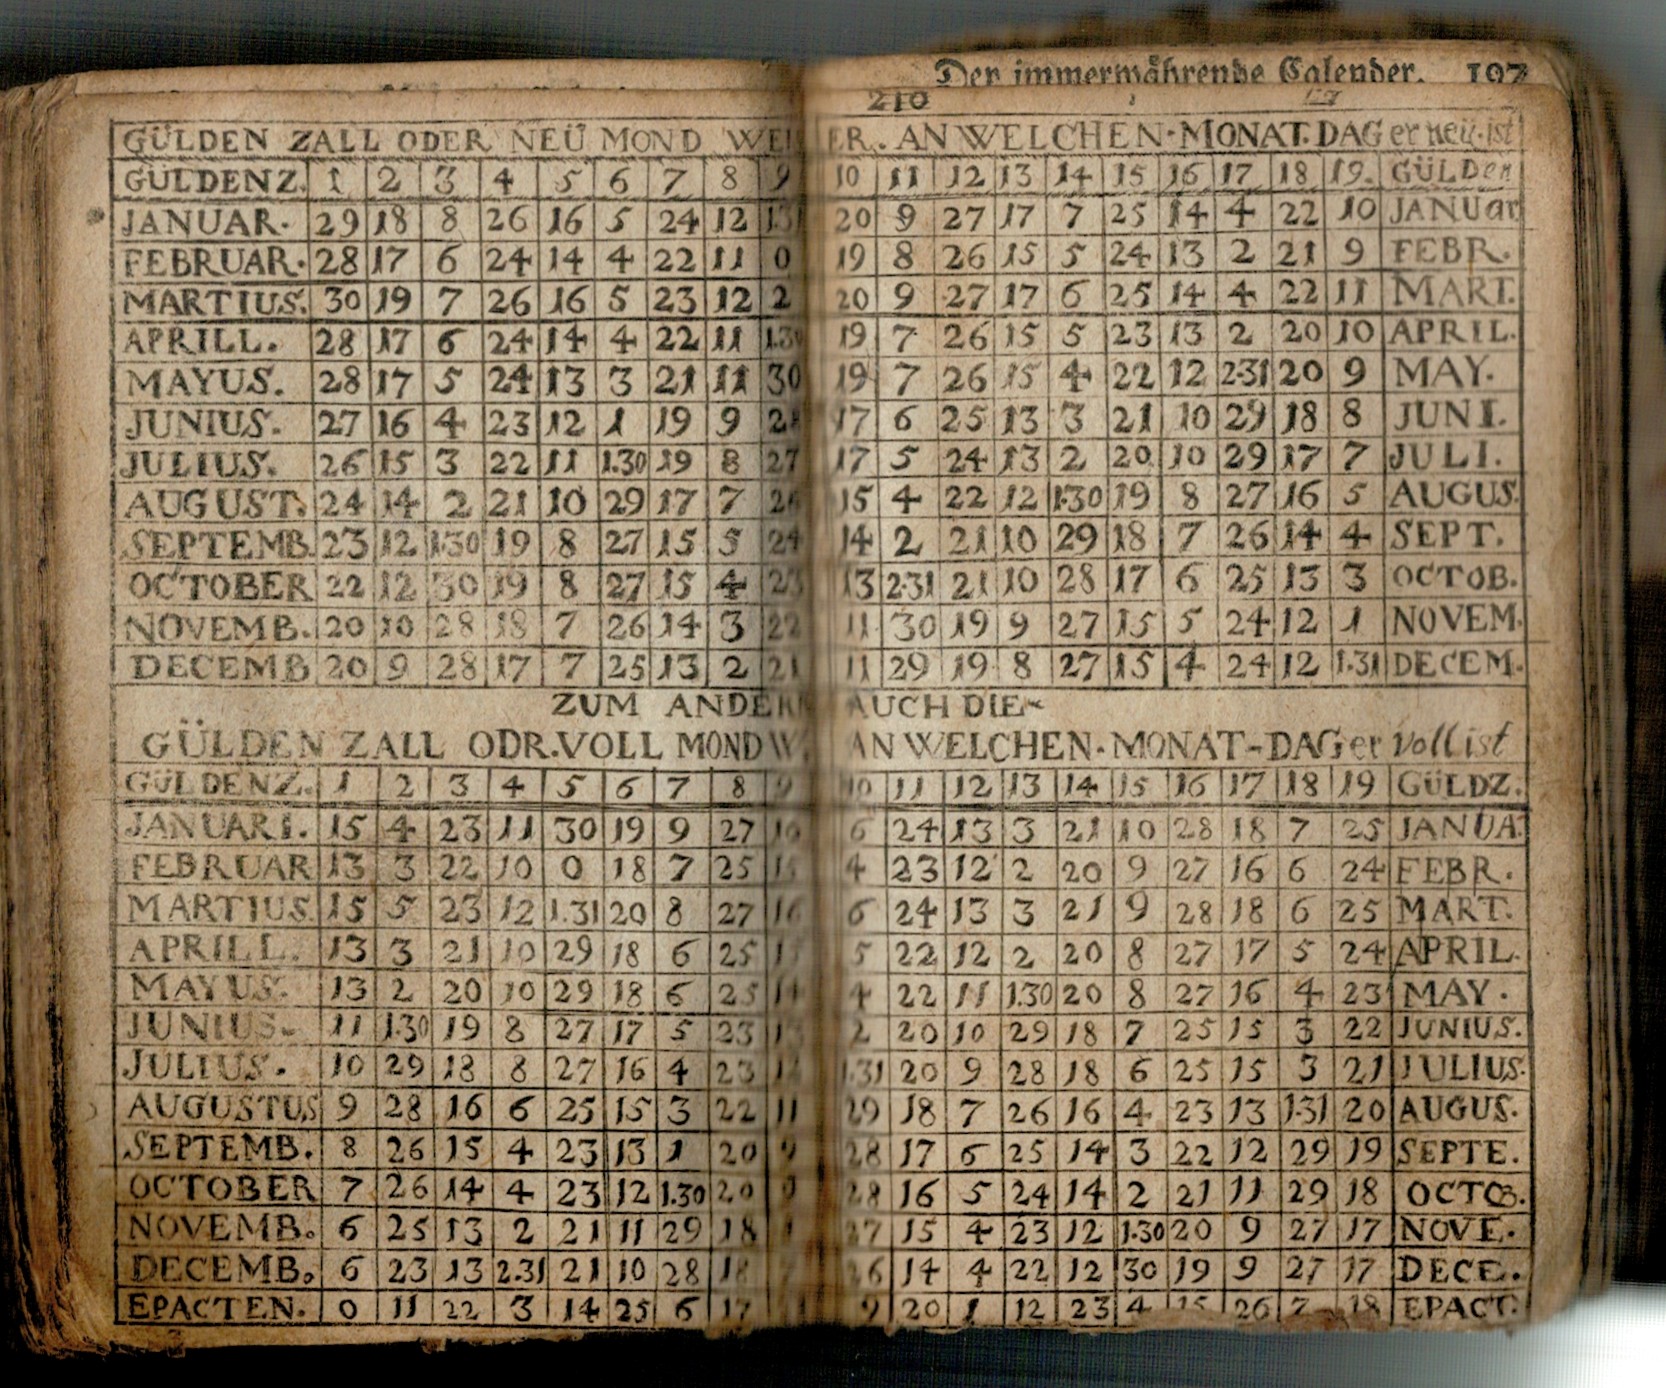 Der immerwährende Calender. 197
210
GÜLDEN ZALL ODER NEÜ MOND WEISER. AN WELCHEN·MONAT.DAG er neu·ist
GÜLDENZ. 1 2 3 4 5 6 7 8 9 10 11 12 13 14 15 16 17 18 19. GÜLDen
JANUAR. 29 18 8 26 16 5 24 12 1.31 20 9 27 17 7 25 14 4 22 10 JANUar
FEBRUAR. 28 17 6 24 14 4 22 11 0 19 8 26 15 5 24 13 2 21 9 FEBR.
MARTIUS. 30 19 7 26 16 5 23 12 2 20 9 27 17 6 25 14 4 22 11 MART.
APRILL. 28 17 6 24 14 4 22 11 1.30 19 7 26 15 5 23 13 2 20 10 APRIL.
MAYUS. 28 17 5 24 13 3 21 11 30 19 7 26 15 4 22 12 2·31 20 9 MAY.
JUNIUS. 27 16 4 23 12 1 19 9 17 6 25 13 3 21 10 29 18 8 JUNI.
JULIUS. 26 15 3 22 11 1.30 19 8 27 17 5 24 13 2 20 10 29 17 7 JULI.
AUGUST. 24 14 2 21 10 29 17 7 26 15 4 22 12 1·30 19 8 27 16 5 AUGUS.
SEPTEMB. 23 12 1·30 19 8 27 15 5 24 14 2 21 10 29 18 7 26 14 4 SEPT.
OCTOBER 22 12 30 19 8 27 15 4 23 13 2·31 21 10 28 17 6 25 13 3 OCTOB.
NOVEMB. 20 10 28 18 7 26 14 3 22 11 30 19 9 27 15 5 24 12 1 NOVEM.
DECEMB 20 9 28 17 7 25 13 2 21 11 29 19 8 27 15 4 24 12 1·31 DECEM.
ZUM ANDERN AUCH DIE
GÜLDEN ZALL ODR.VOLL MOND W. AN WELCHEN·MONAT-DAG er Voll ist
GÜLDENZ. 1 2 3 4 5 6 7 8 9 10 11 12 13 14 15 16 17 18 19 GÜLDZ.
JANUARI. 15 4 23 11 30 19 9 27 16 6 24 13 3 21 10 28 18 7 25 JANUA.
FEBRUAR 13 3 22 10 0 18 7 25 15 4 23 12 2 20 9 27 16 6 24 FEBR.
MARTIUS. 15 5 23 12 1.31 20 8 27 16 6 24 13 3 21 9 28 18 6 25 MART.
APRILL. 13 3 21 10 29 18 6 25 15 5 22 12 2 20 8 27 17 5 24 APRIL.
MAYUS. 13 2 20 10 29 18 6 25 14 4 22 11 1.30 20 8 27 16 4 23 MAY.
JUNIUS. 11 1.30 19 8 27 17 5 23 13 2 20 10 29 18 7 25 15 3 22 JUNIUS.
JULIUS. 10 29 18 8 27 16 4 23 1.31 20 9 28 18 6 25 15 3 21 JULIUS.
AUGUSTUS 9 28 16 6 25 15 3 22 11 29 18 7 26 16 4 23 13 1·31 20 AUGUS.
SEPTEMB. 8 26 15 4 23 13 1 20 9 28 17 6 25 14 3 22 12 29 19 SEPTE.
OCTOBER 7 26 14 4 23 12 1.30 20 9 28 16 5 24 14 2 21 11 29 18 OCTOB.
NOVEMB. 6 25 13 2 21 11 29 18 27 15 4 23 12 1·30 20 9 27 17 NOVE.
DECEMB. 6 23 13 2.31 21 10 28 18 26 14 4 22 12 30 19 9 27 17 DECE.
EPACTEN. 0 11 22 3 14 25 6 17 9 20 1 12 23 4 15 26 7 18 EPACT.